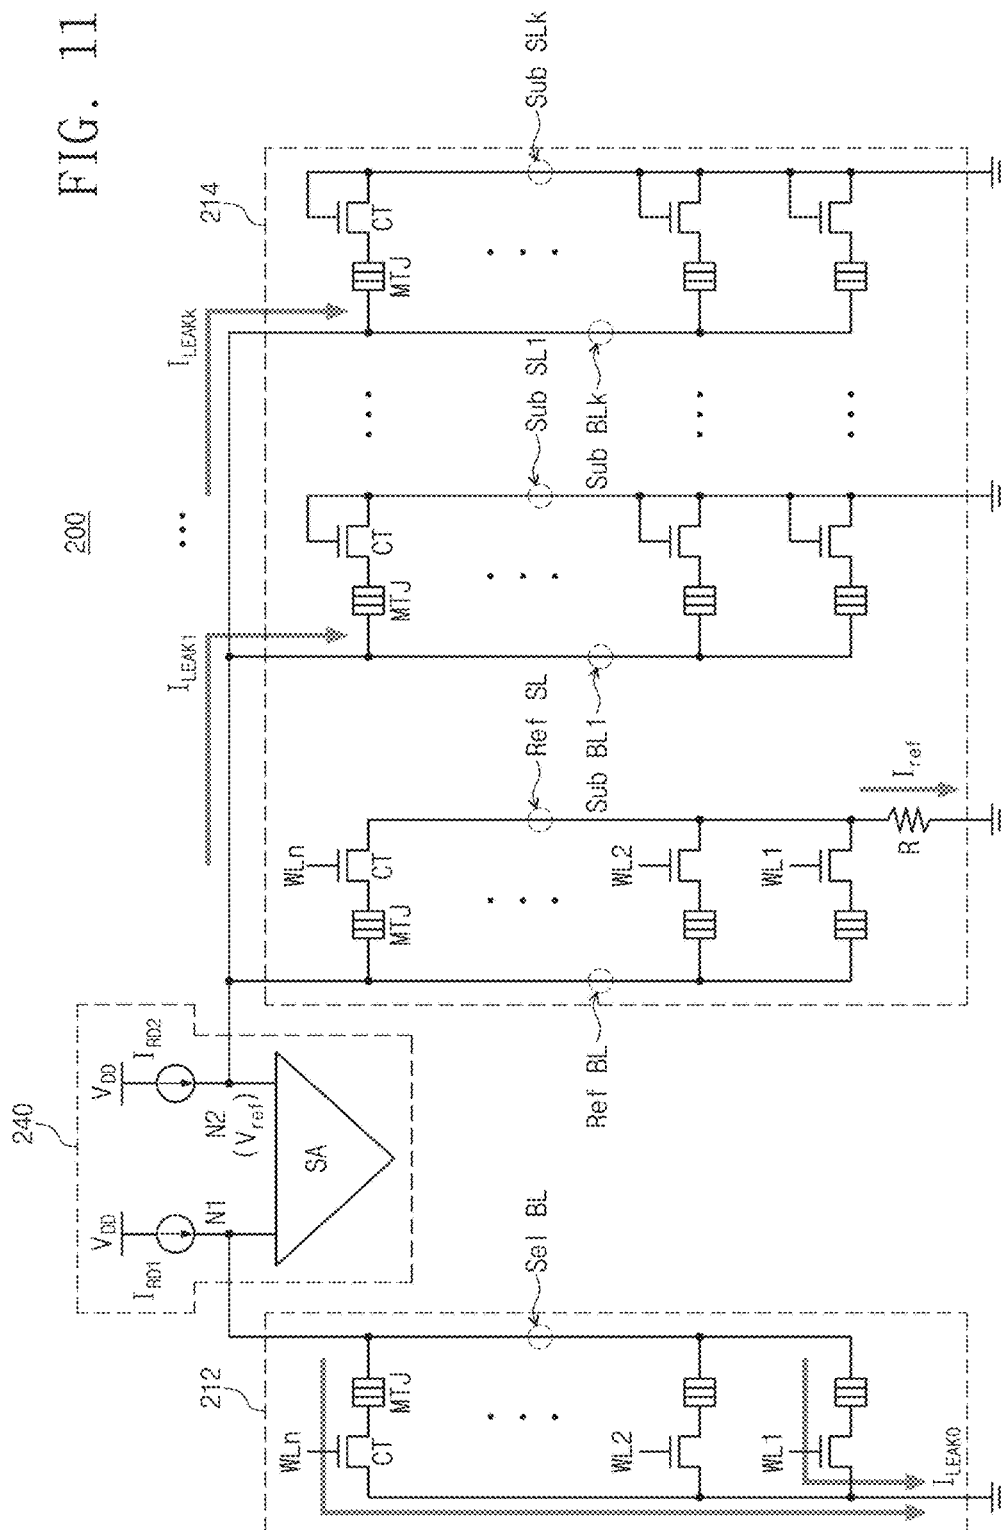 FIG. 11
200
240
V_DD
V_DD
I_RD1
I_RD2
N1
N2
(V_ref)
SA
I_LEAK1
...
I_LEAKk
212
214
WLn
CT
MTJ
WLn
MTJ
CT
MTJ
CT
MTJ
CT
Sel BL
Ref BL
Ref SL
Sub BL1
Sub SL1
Sub BLk
Sub SLk
WL2
WL2
WL1
WL1
I_LEAK0
R
I_ref